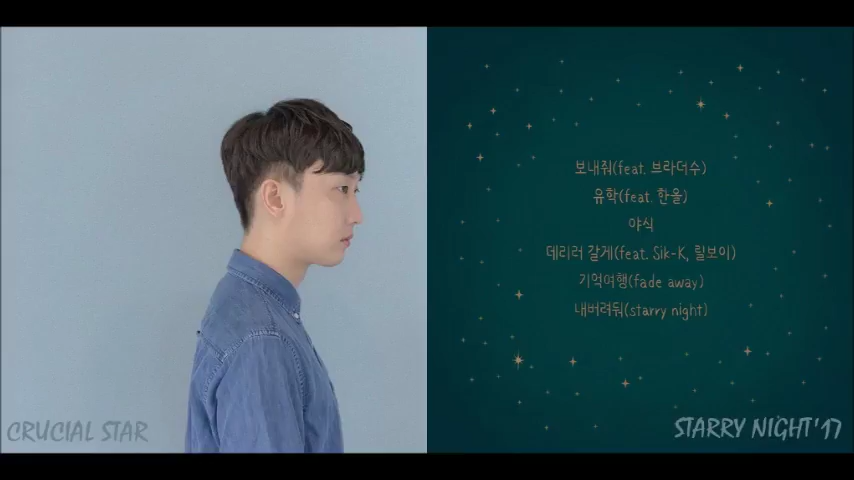 보내줘(feat. 브라더수)
유학(feat. 한올)
야식
데리러 갈게(feat. Sik-K, 릴보이)
기억여행(fade away)
내버려둬(starry night)
CRUCIAL STAR
STARRY NIGHT'17